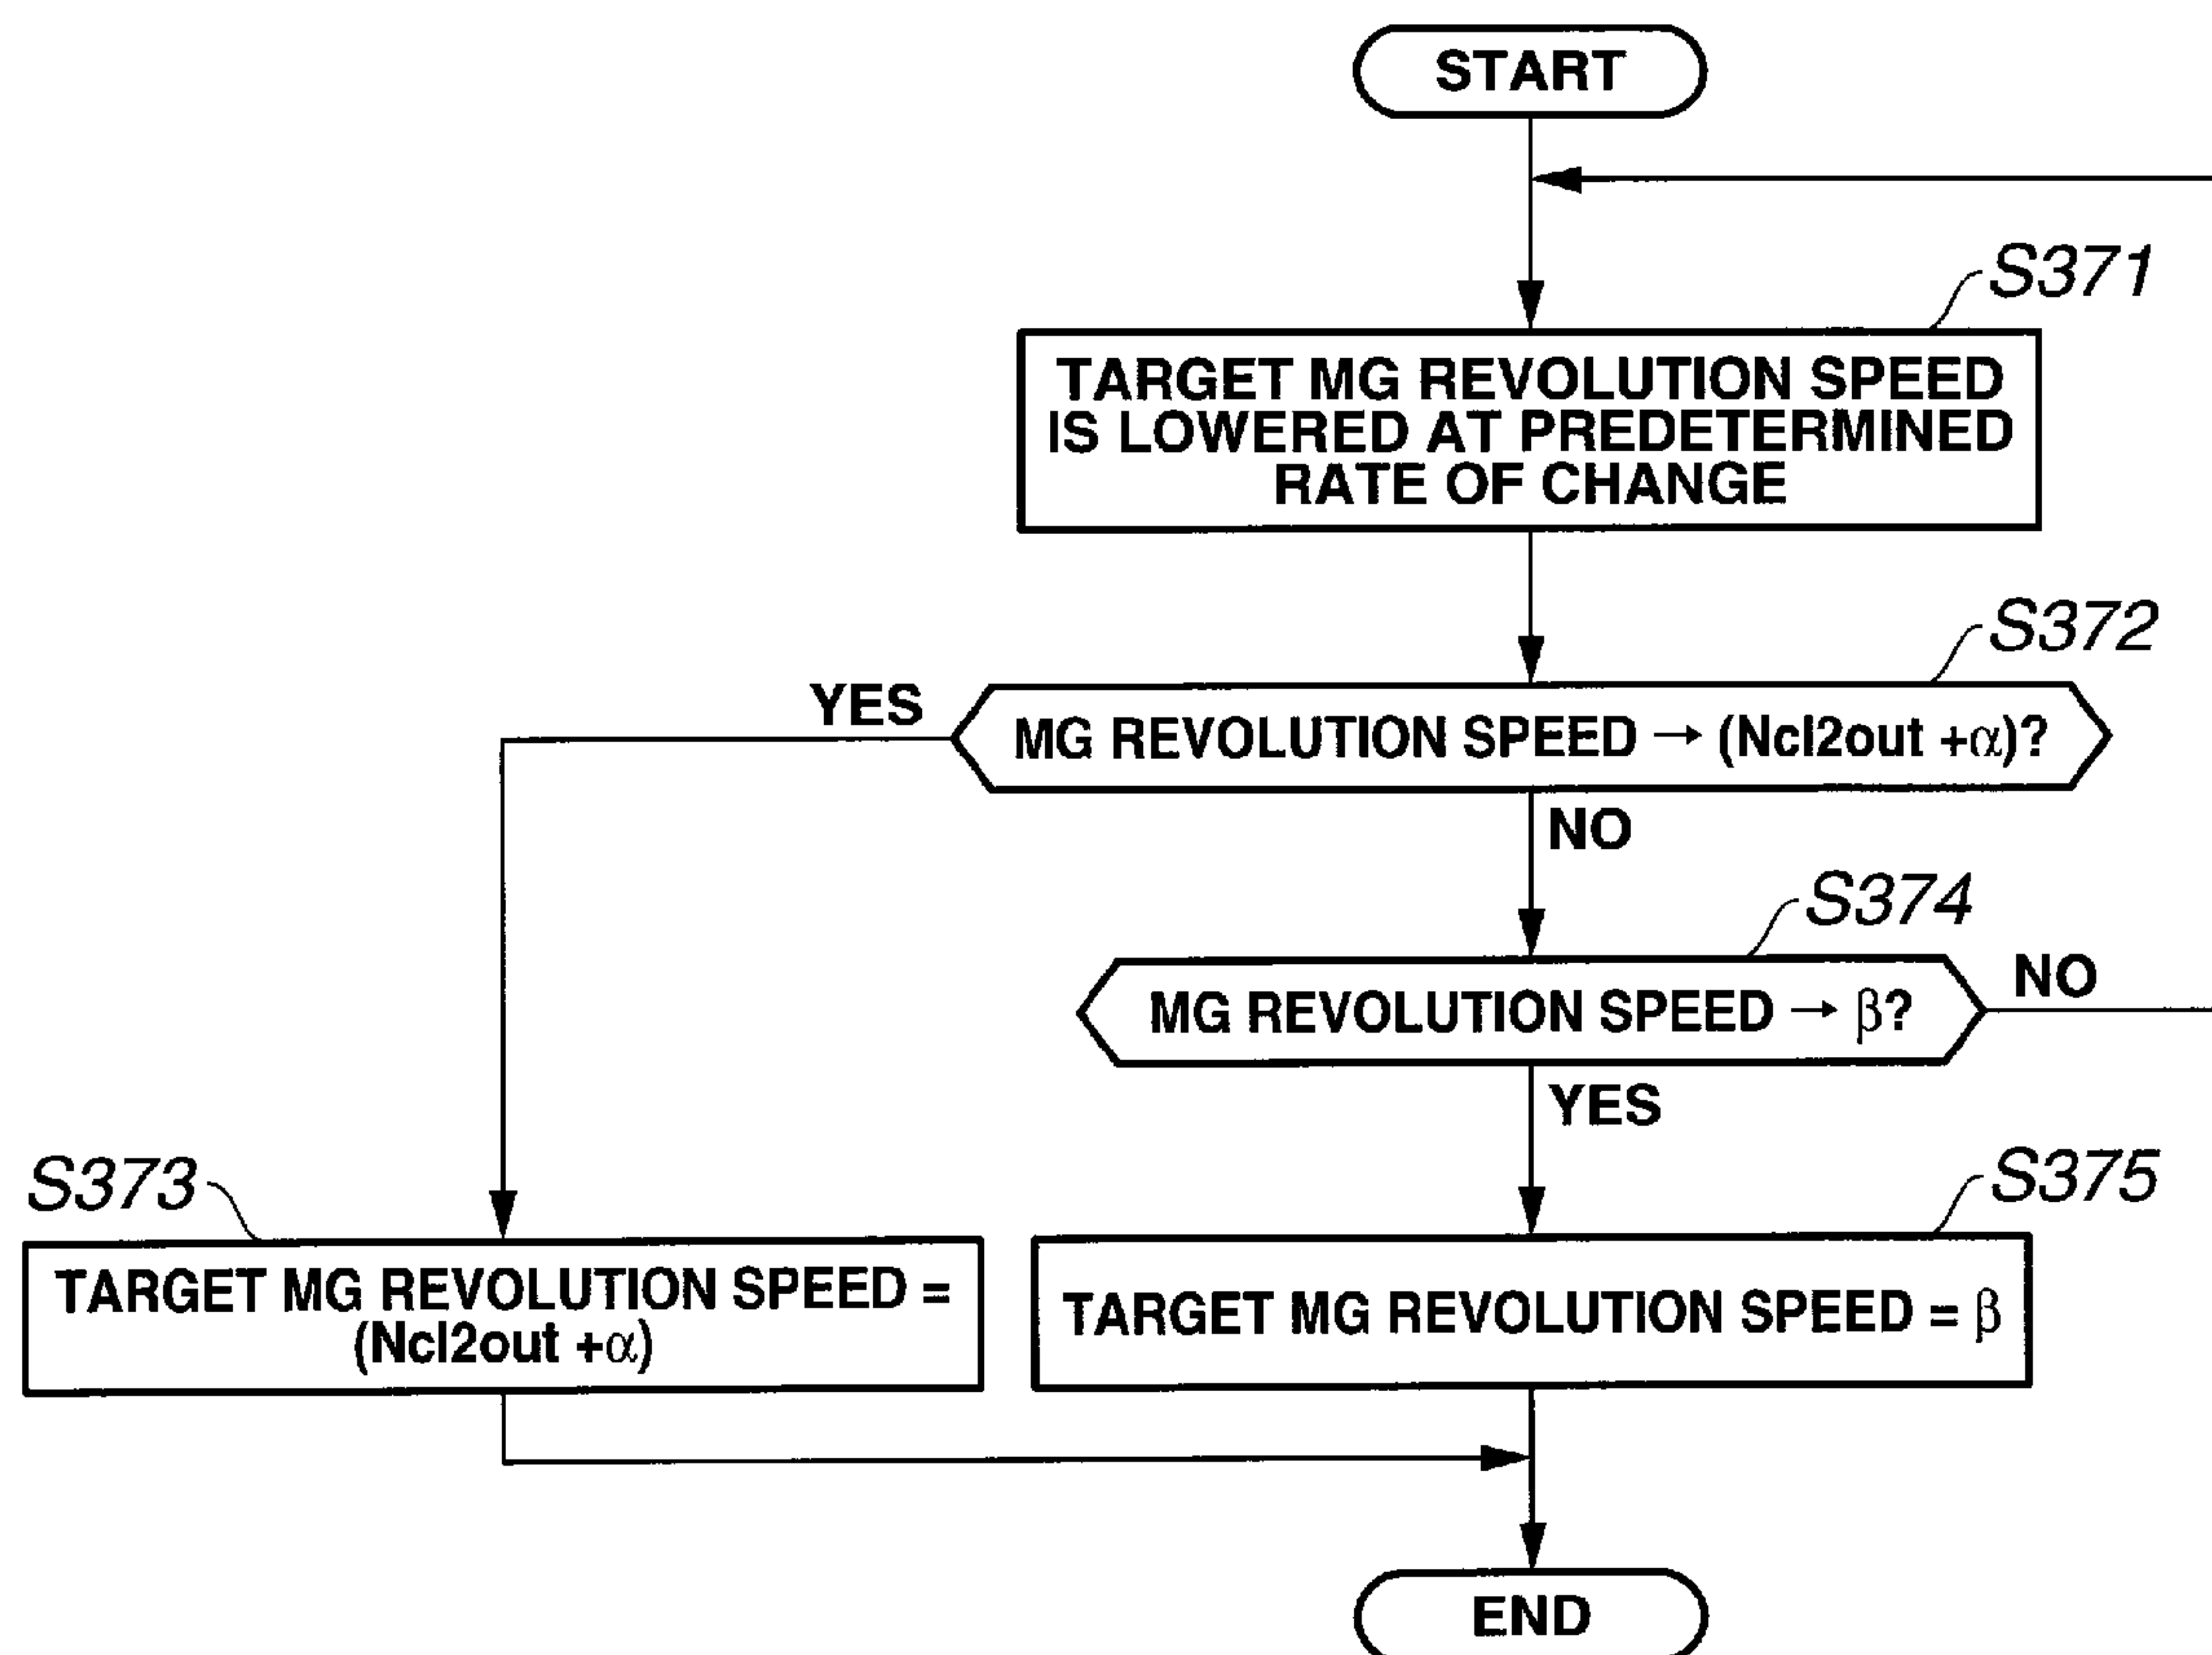 START
S371
TARGET MG REVOLUTION SPEED
IS LOWERED AT PREDETERMINED
RATE OF CHANGE
S372
YES
MG REVOLUTION SPEED → (Ncl2out +α)?
NO
S374
MG REVOLUTION SPEED → β?
NO
YES
S373
S375
TARGET MG REVOLUTION SPEED =
(Ncl2out +α)
TARGET MG REVOLUTION SPEED = β
END